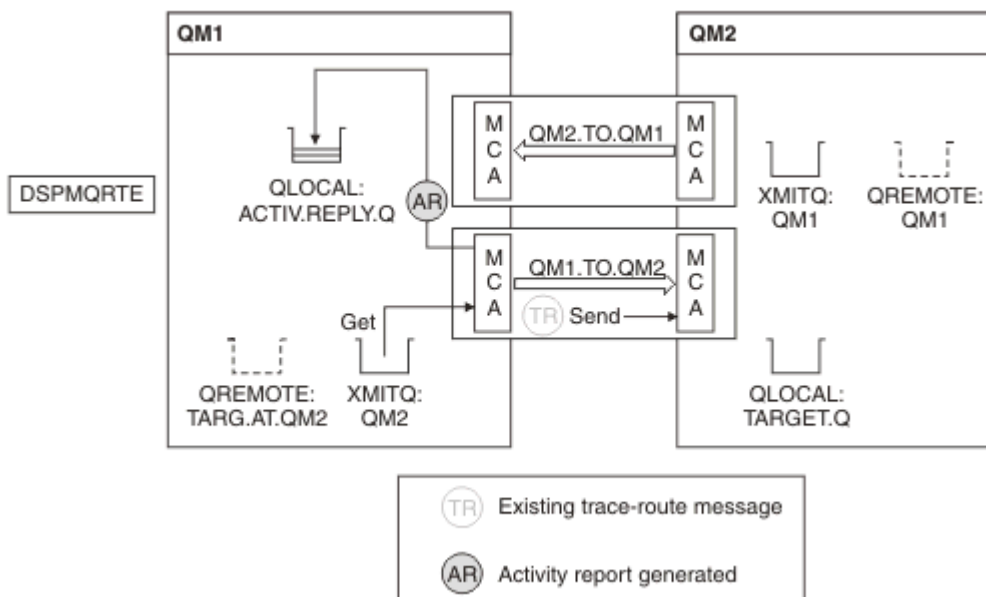 QM1
QM2
DSPMQRTE
M
C
A
QM2.TO.QM1
M
C
A
QLOCAL:
ACTIV.REPLY.Q
AR
XMITQ:
QM1
QREMOTE:
QM1
M
C
A
QM1.TO.QM2
TR Send
M
C
A
Get
QREMOTE:
TARG.AT.QM2
XMITQ:
QM2
QLOCAL:
TARGET.Q
TR Existing trace-route message
AR Activity report generated